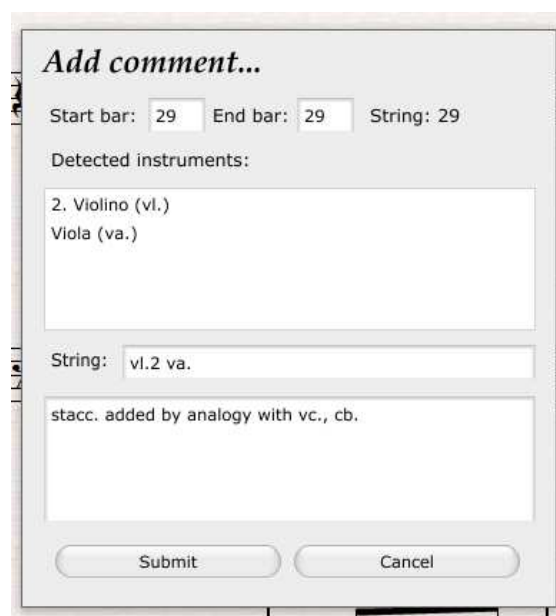 Add comment...
Start bar: 29 End bar: 29 String: 29
Detected instruments:
2. Violino (vl.)
Viola (va.)
String: vl.2 va.
stacc. added by analogy with vc., cb.
Submit Cancel